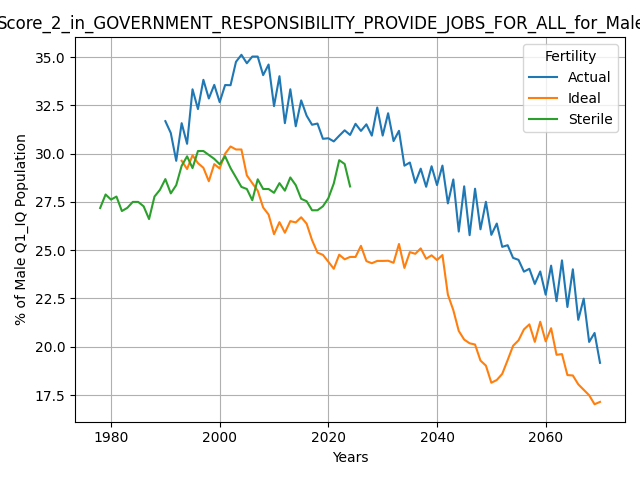 Score_2_in_GOVERNMENT_RESPONSIBILITY_PROVIDE_JOBS_FOR_ALL_for_Male
Fertility
Actual
Ideal
Sterile
% of Male Q1_IQ Population
35.0
32.5
30.0
27.5
25.0
22.5
20.0
17.5
1980 2000 2020 2040 2060
Years